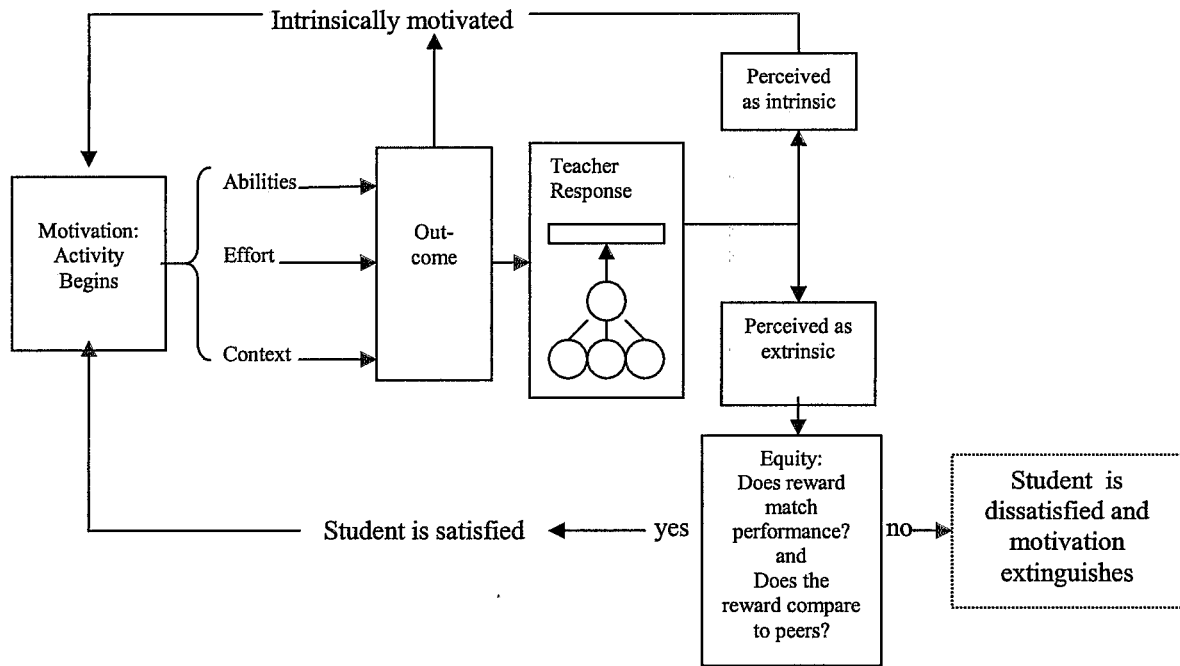 Intrinsically motivated
Perceived
as intrinsic
Motivation:
Activity
Begins
Abilities
Effort
Context
Out-
come
Teacher
Response
Perceived as
extrinsic
Equity:
Does reward
match
performance?
and
Does the
reward compare
to peers?
yes
Student is satisfied
no
Student is
dissatisfied and
motivation
extinguishes